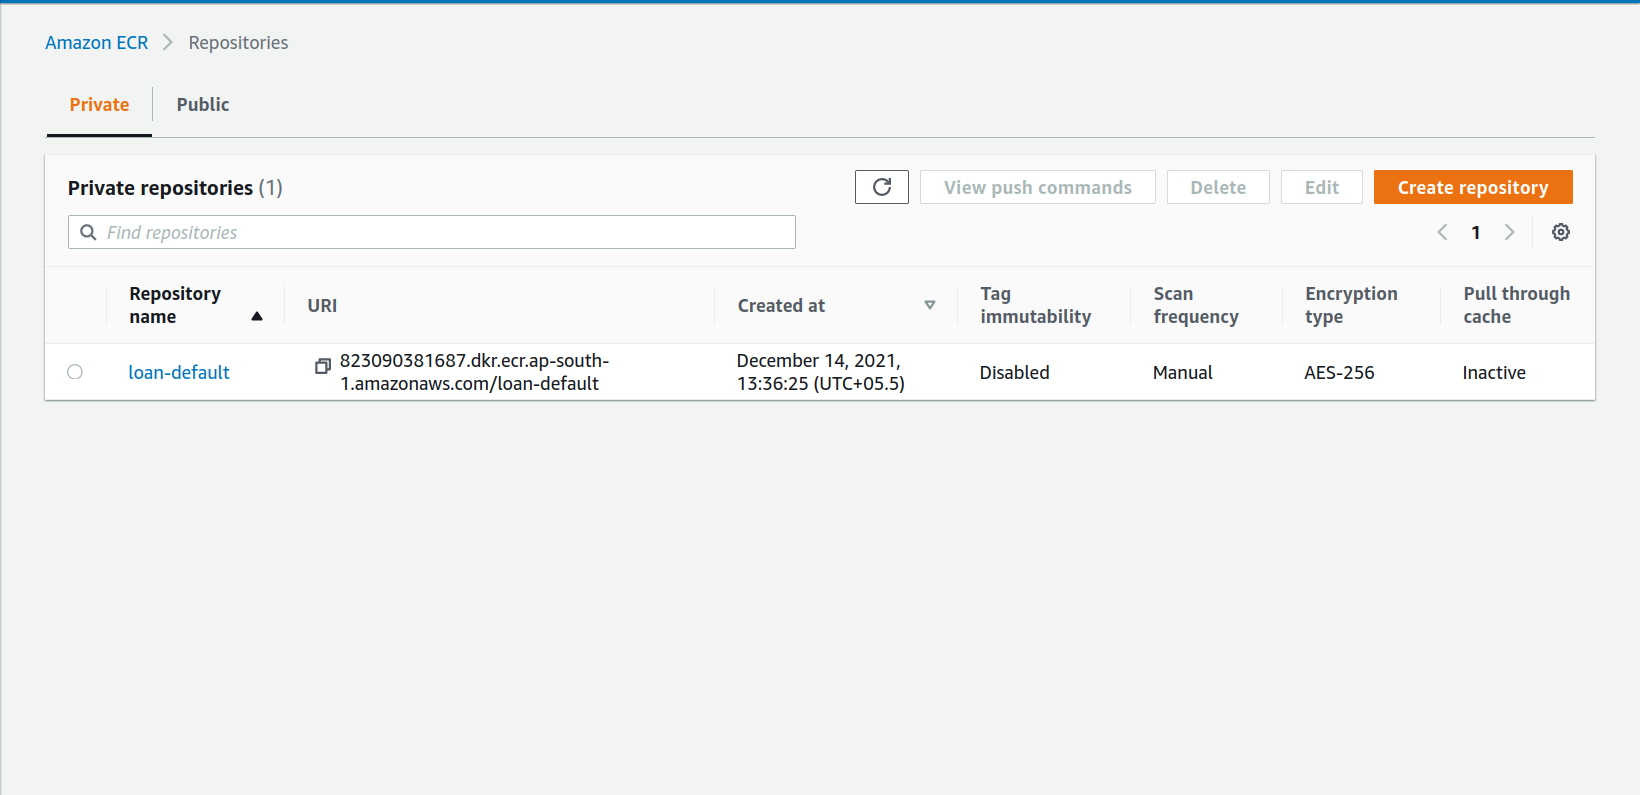 Amazon ECR > Repositories
Private Public
Private repositories (1) View push commands Delete Edit Create repository
Find repositories 1
Repository name URI Created at Tag immutability Scan frequency Encryption type Pull through cache
loan-default 823090381687.dkr.ecr.ap-south- December 14, 2021, Disabled Manual AES-256 Inactive
1.amazonaws.com/loan-default 13:36:25 (UTC+05.5)